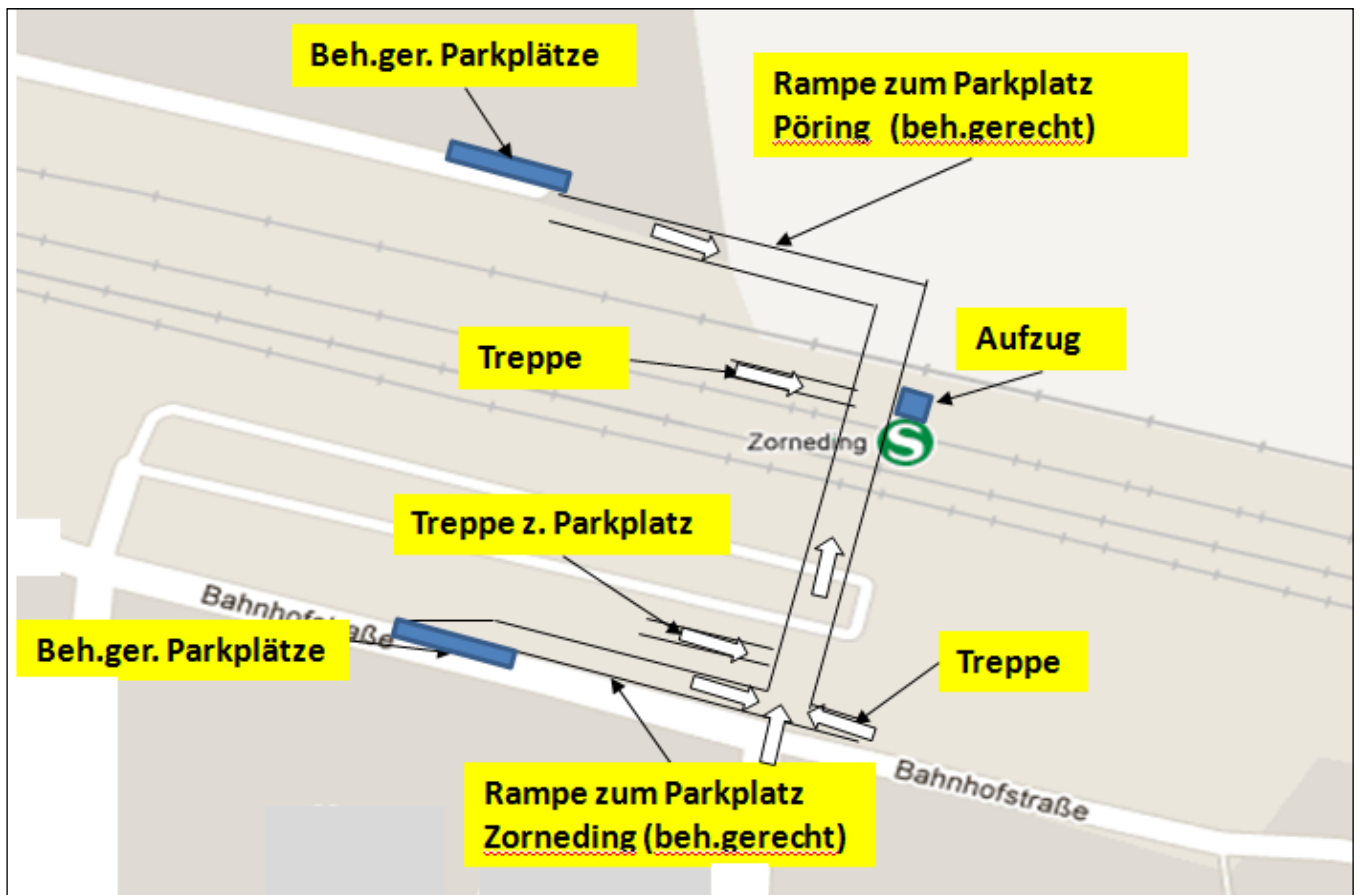 Beh.ger. Parkplätze
Rampe zum Parkplatz
Pöring (beh.gerecht)
Aufzug
Treppe
Zorneding
S
Treppe z. Parkplatz
Bahnhofstraße
Beh.ger. Parkplätze
Treppe
Rampe zum Parkplatz
Zorneding (beh.gerecht)
Bahnhofstraße